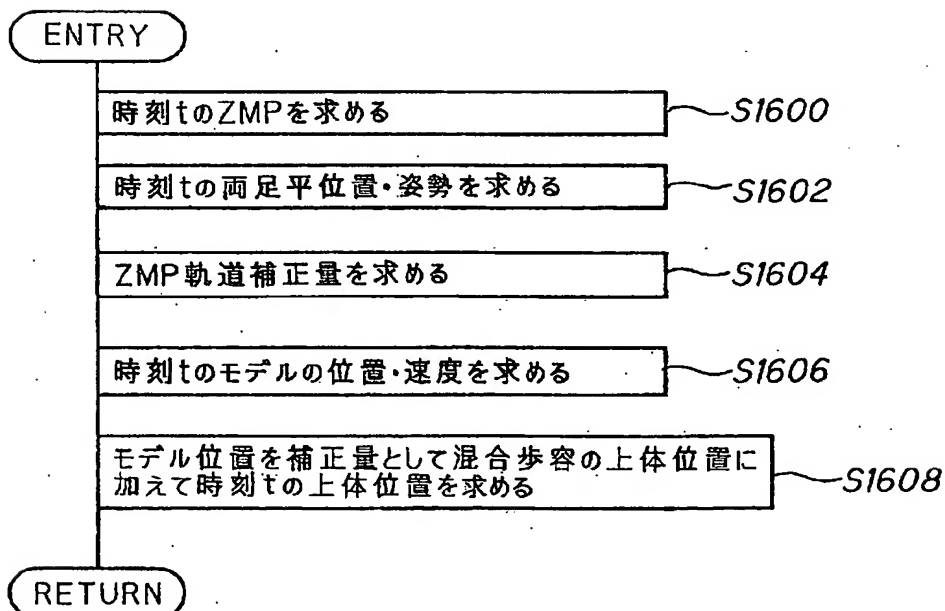 ENTRY
時刻tのZMPを求める
S1600
時刻tの両足平位置・姿勢を求める
S1602
ZMP軌道補正量を求める
S1604
時刻tのモデルの位置・速度を求める
S1606
モデル位置を補正量として混合歩容の上体位置に
加えて時刻tの上体位置を求める
S1608
RETURN